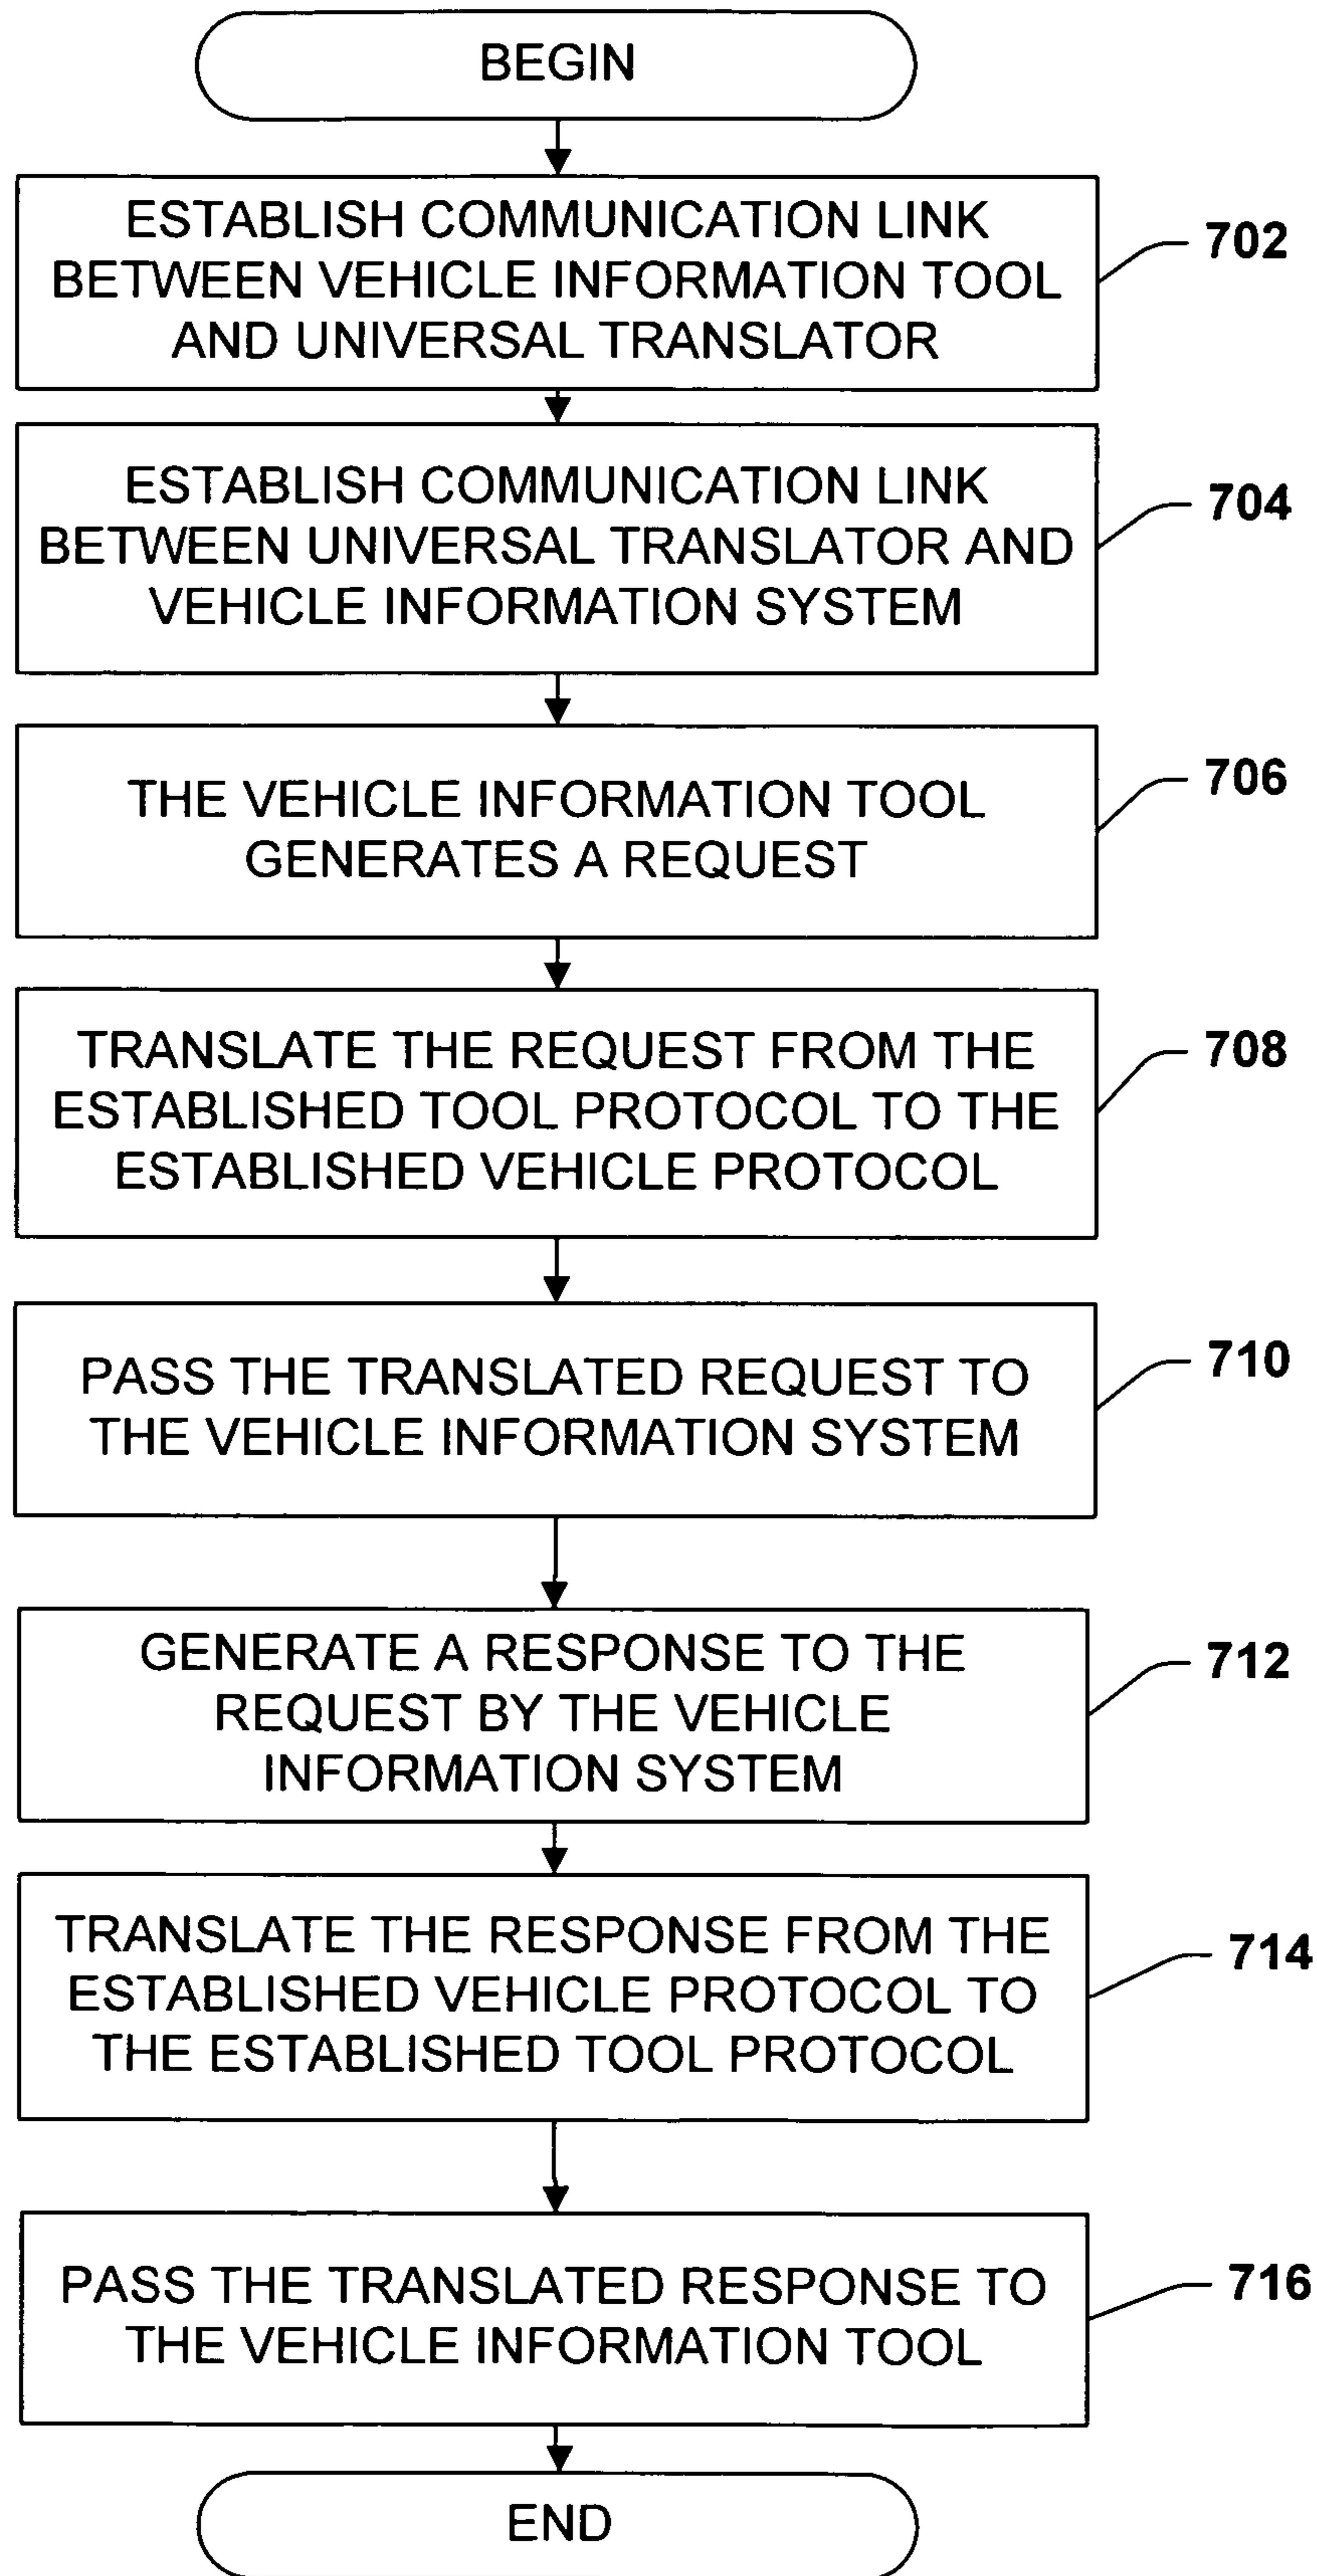 BEGIN
ESTABLISH COMMUNICATION LINK
BETWEEN VEHICLE INFORMATION TOOL
AND UNIVERSAL TRANSLATOR
702
ESTABLISH COMMUNICATION LINK
BETWEEN UNIVERSAL TRANSLATOR AND
VEHICLE INFORMATION SYSTEM
704
THE VEHICLE INFORMATION TOOL
GENERATES A REQUEST
706
TRANSLATE THE REQUEST FROM THE
ESTABLISHED TOOL PROTOCOL TO THE
ESTABLISHED VEHICLE PROTOCOL
708
PASS THE TRANSLATED REQUEST TO
THE VEHICLE INFORMATION SYSTEM
710
GENERATE A RESPONSE TO THE
REQUEST BY THE VEHICLE
INFORMATION SYSTEM
712
TRANSLATE THE RESPONSE FROM THE
ESTABLISHED VEHICLE PROTOCOL TO
THE ESTABLISHED TOOL PROTOCOL
714
PASS THE TRANSLATED RESPONSE TO
THE VEHICLE INFORMATION TOOL
716
END